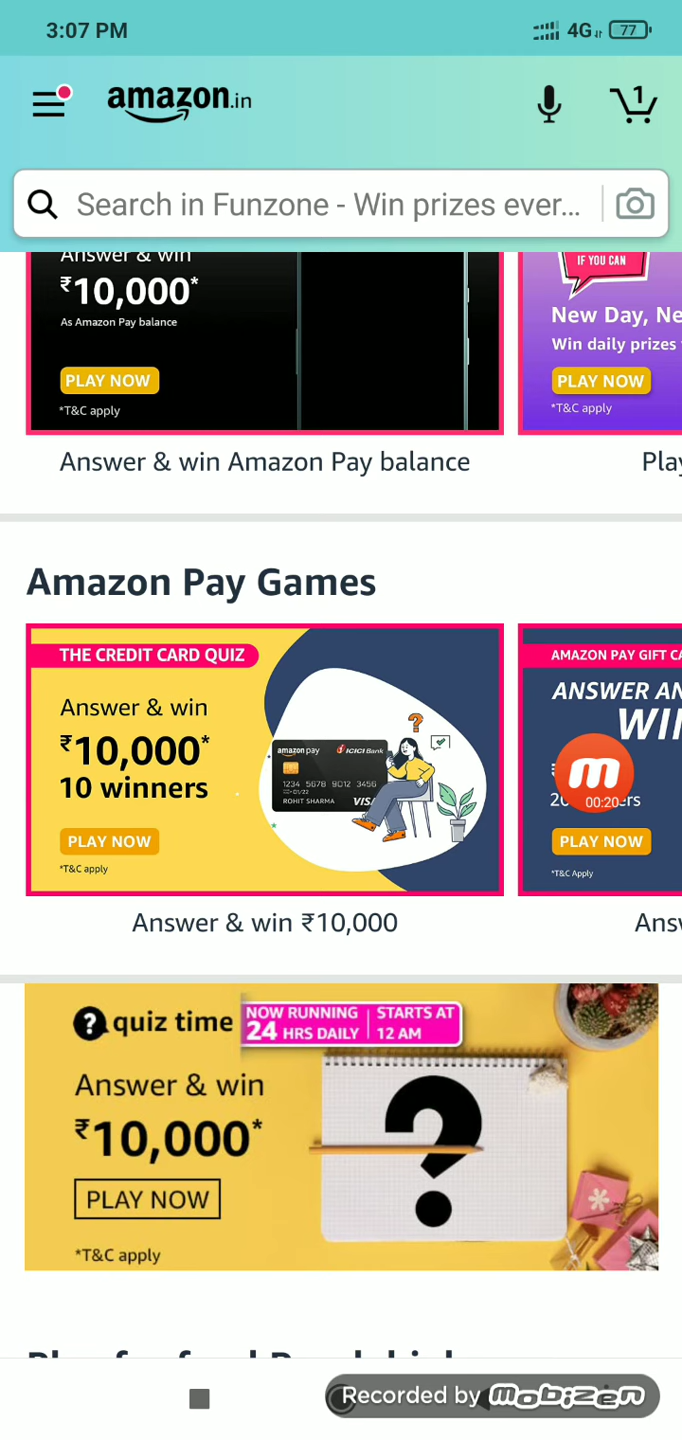 3:07 PM
4G
77
amazon.in
1
Search in Funzone - Win prizes ever...
Answer & win
₹10,000*
As Amazon Pay balance
PLAY NOW
*T&C apply
IF YOU CAN
New Day, Ne
Win daily prizes
PLAY NOW
*T&C apply
Answer & win Amazon Pay balance
Play
Amazon Pay Games
THE CREDIT CARD QUIZ
Answer & win
₹10,000*
10 winners
PLAY NOW
*T&C apply
amazon pay
ICICI Bank
1234 5678 9012 3456
ROHIT SHARMA
VISA
AMAZON PAY GIFT CA
ANSWER AN
WI
00:20
PLAY NOW
*T&C Apply
Answer & win ₹10,000
Ans
? quiz time
NOW RUNNING
24 HRS DAILY
STARTS AT
12 AM
Answer & win
₹10,000*
PLAY NOW
*T&C apply
?
Recorded by mobizen